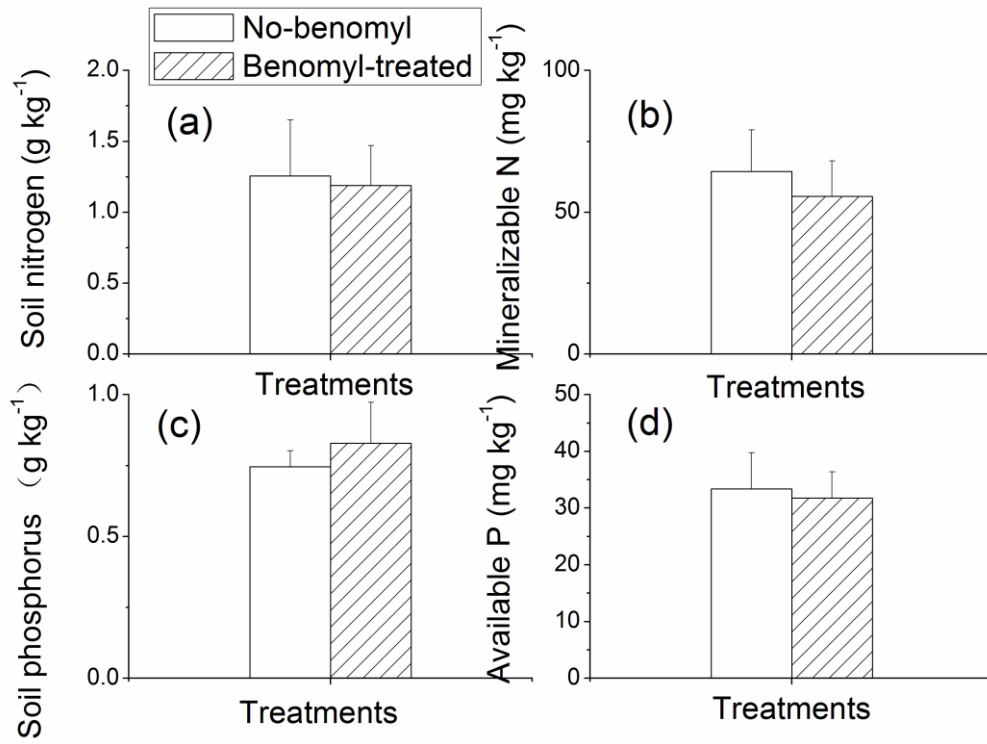 No-benomyl
Benomyl-treated
Soil nitrogen (g kg⁻¹)
2.0
1.5
1.0
0.5
0.0
(a)
Treatments
Mineralizable N (mg kg⁻¹)
100
50
0
(b)
Treatments
Soil phosphorus （g kg⁻¹）
1.0
0.5
0.0
(c)
Treatments
Available P (mg kg⁻¹)
50
40
30
20
10
0
(d)
Treatments